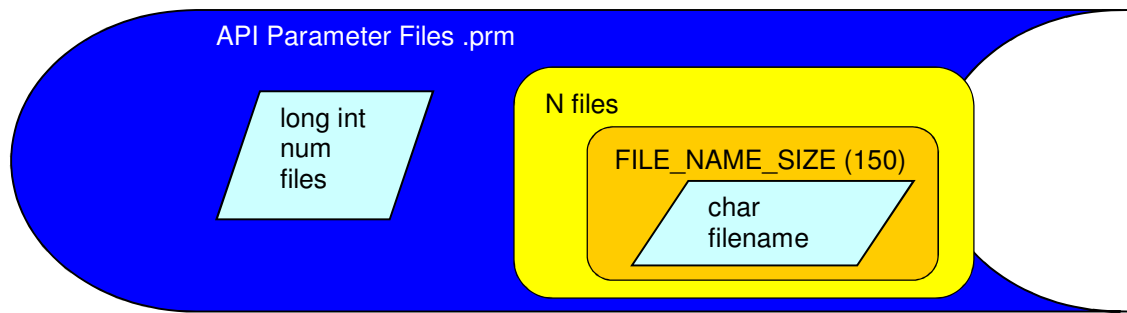 API Parameter Files .prm
long int
num
files
N files
FILE_NAME_SIZE (150)
char
filename